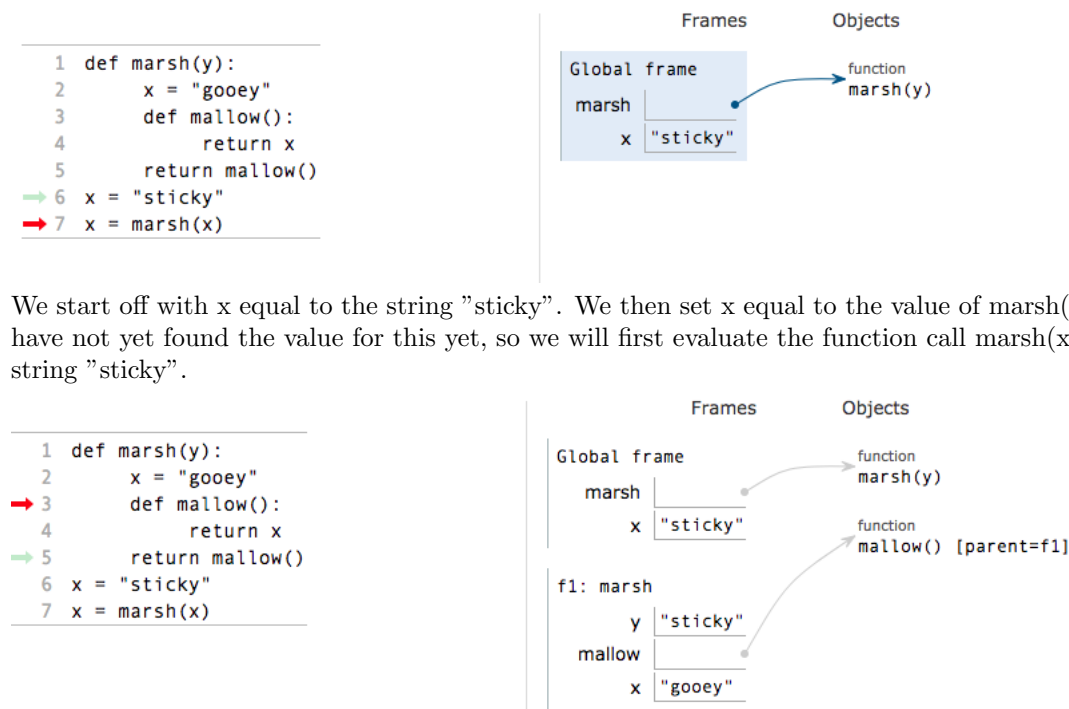 Frames Objects
1 def marsh(y):
2 x = "gooey"
3 def mallow():
4 return x
5 return mallow()
6 x = "sticky"
7 x = marsh(x)
Global frame
marsh
x "sticky"
function
marsh(y)
We start off with x equal to the string ”sticky”. We then set x equal to the value of marsh(
have not yet found the value for this yet, so we will first evaluate the function call marsh(x
string ”sticky”.
Frames Objects
1 def marsh(y):
2 x = "gooey"
3 def mallow():
4 return x
5 return mallow()
6 x = "sticky"
7 x = marsh(x)
Global frame
marsh
x "sticky"
f1: marsh
y "sticky"
mallow
x "gooey"
function
marsh(y)
function
mallow() [parent=f1]